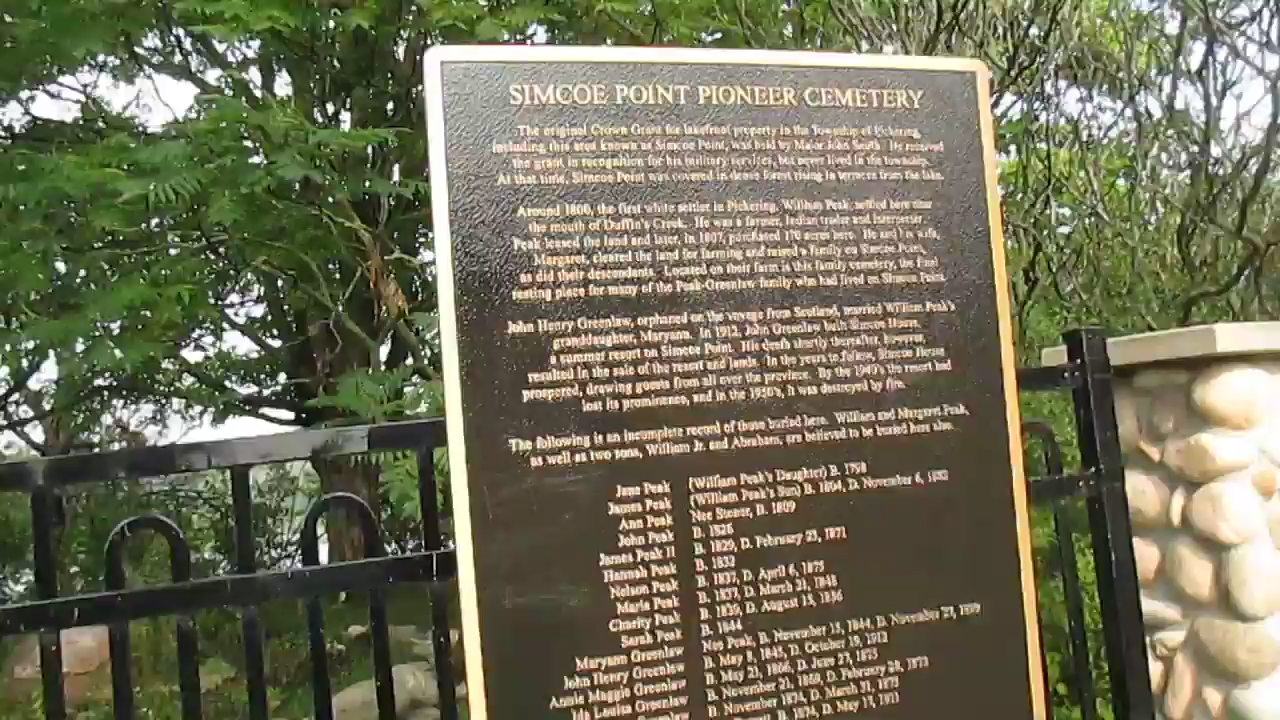 SIMCOE POINT PIONEER CEMETERY
The original Crown Grant for lakefront property in the Township of Pickering,
including this area known as Simcoe Point, was held by Major John Smith. He received
the grant in recognition for his military services, but never lived in the township.
At that time, Simcoe Point was covered in dense forest rising in terraces from the lake.
Around 1800, the first white settler in Pickering, William Peak, settled here near
the mouth of Duffin's Creek. He was a farmer, Indian trader and interpreter.
Peak leased the land and later, in 1807, purchased 170 acres here. He and his wife,
Margaret, cleared the land for farming and raised a family on Simcoe Point,
as did their descendants. Located on their farm is this family cemetery, the final
resting place for many of the Peak-Greenlaw family who had lived on Simcoe Point.
John Henry Greenlaw, orphaned on the voyage from Scotland, married William Peak's
granddaughter, Maryann. In 1912, John Greenlaw built Simcoe House,
a summer resort on Simcoe Point. His death shortly thereafter, however,
resulted in the sale of the resort and lands. In the years to follow, Simcoe House
prospered, drawing guests from all over the province. By the 1940's the resort had
lost its prominence, and in the 1950's, it was destroyed by fire.
The following is an incomplete record of those buried here. William and Margaret Peak,
as well as two sons, William Jr. and Abraham, are believed to be buried here also.
Jane Peak (William Peak's Daughter) B. 1798
James Peak (William Peak's Son) B. 1804, D. November 6, 1882
Ann Peak Nee Stoner, B. 1809
John Peak B. 1826
James Peak II B. 1829, D. February 23, 1871
Hannah Peak B. 1832
Nelson Peak B. 1837, D. April 6, 1875
Maria Peak B. 1837, D. March 21, 1848
Charity Peak B. 1839, D. August 15, 1856
Sarah Peak B. 1844
Maryann Greenlaw Nee Peak, B. November 15, 1844, D. November 27,
John Henry Greenlaw B. May 8, 1845, D. October 19, 1912
Annie Maggie Greenlaw B. May 21, 1866, D. June 27, 1875
Ida Louisa Greenlaw B. November 21, 1869, D. February 28, 1873
Greenlaw B. November 1874, D. March 31, 1875
B. 1874, D. May 17, 1911